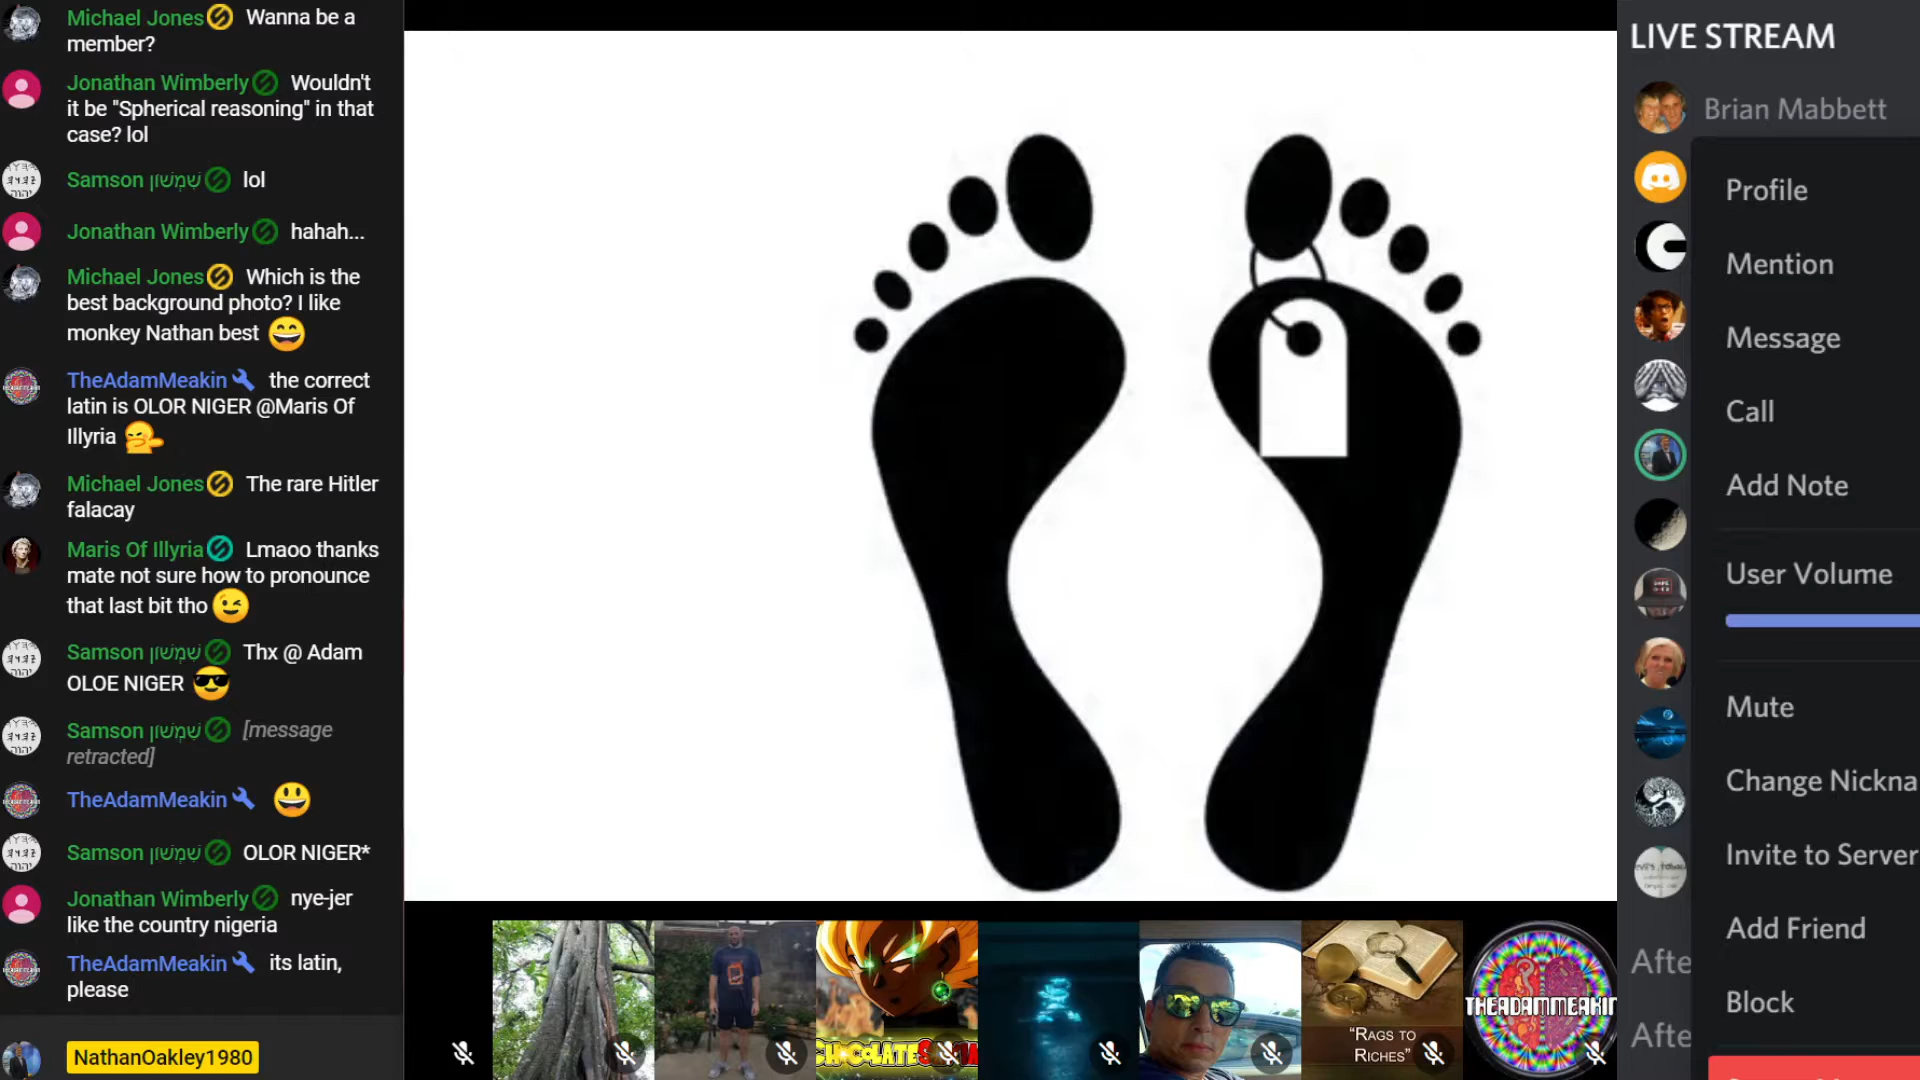 Michael Jones Wanna be a
member?
Jonathan Wimberly Wouldn't
it be "Spherical reasoning" in that
case? lol
Samson שִׁמְשׁוֹן lol
Jonathan Wimberly hahah...
Michael Jones Which is the
best background photo? I like
monkey Nathan best 😄
TheAdamMeakin the correct
latin is OLOR NIGER @Maris Of
Illyria
Michael Jones The rare Hitler
falacay
Maris Of Illyria Lmaoo thanks
mate not sure how to pronounce
that last bit tho 😉
Samson שִׁמְשׁוֹן Thx @ Adam
OLOE NIGER 😎
Samson שִׁמְשׁוֹן [message
retracted]
TheAdamMeakin 😃
Samson שִׁמְשׁוֹן OLOR NIGER*
Jonathan Wimberly nye-jer
like the country nigeria
TheAdamMeakin its latin,
please
NathanOakley1980
"RAGS TO
RICHES"
THEADAMMEAKIN
LIVE STREAM
Brian Mabbett
Profile
Mention
Message
Call
Add Note
User Volume
Mute
Change Nickna
Invite to Server
Add Friend
Afte
Block
Afte